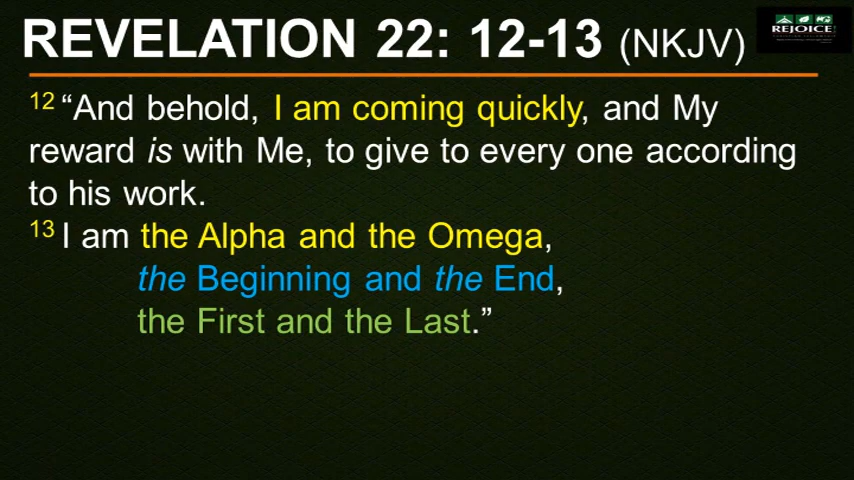 REVELATION 22: 12-13 (NKJV)
REJOICE
12 “And behold, I am coming quickly, and My
reward is with Me, to give to every one according
to his work.
13 I am the Alpha and the Omega,
the Beginning and the End,
the First and the Last.”